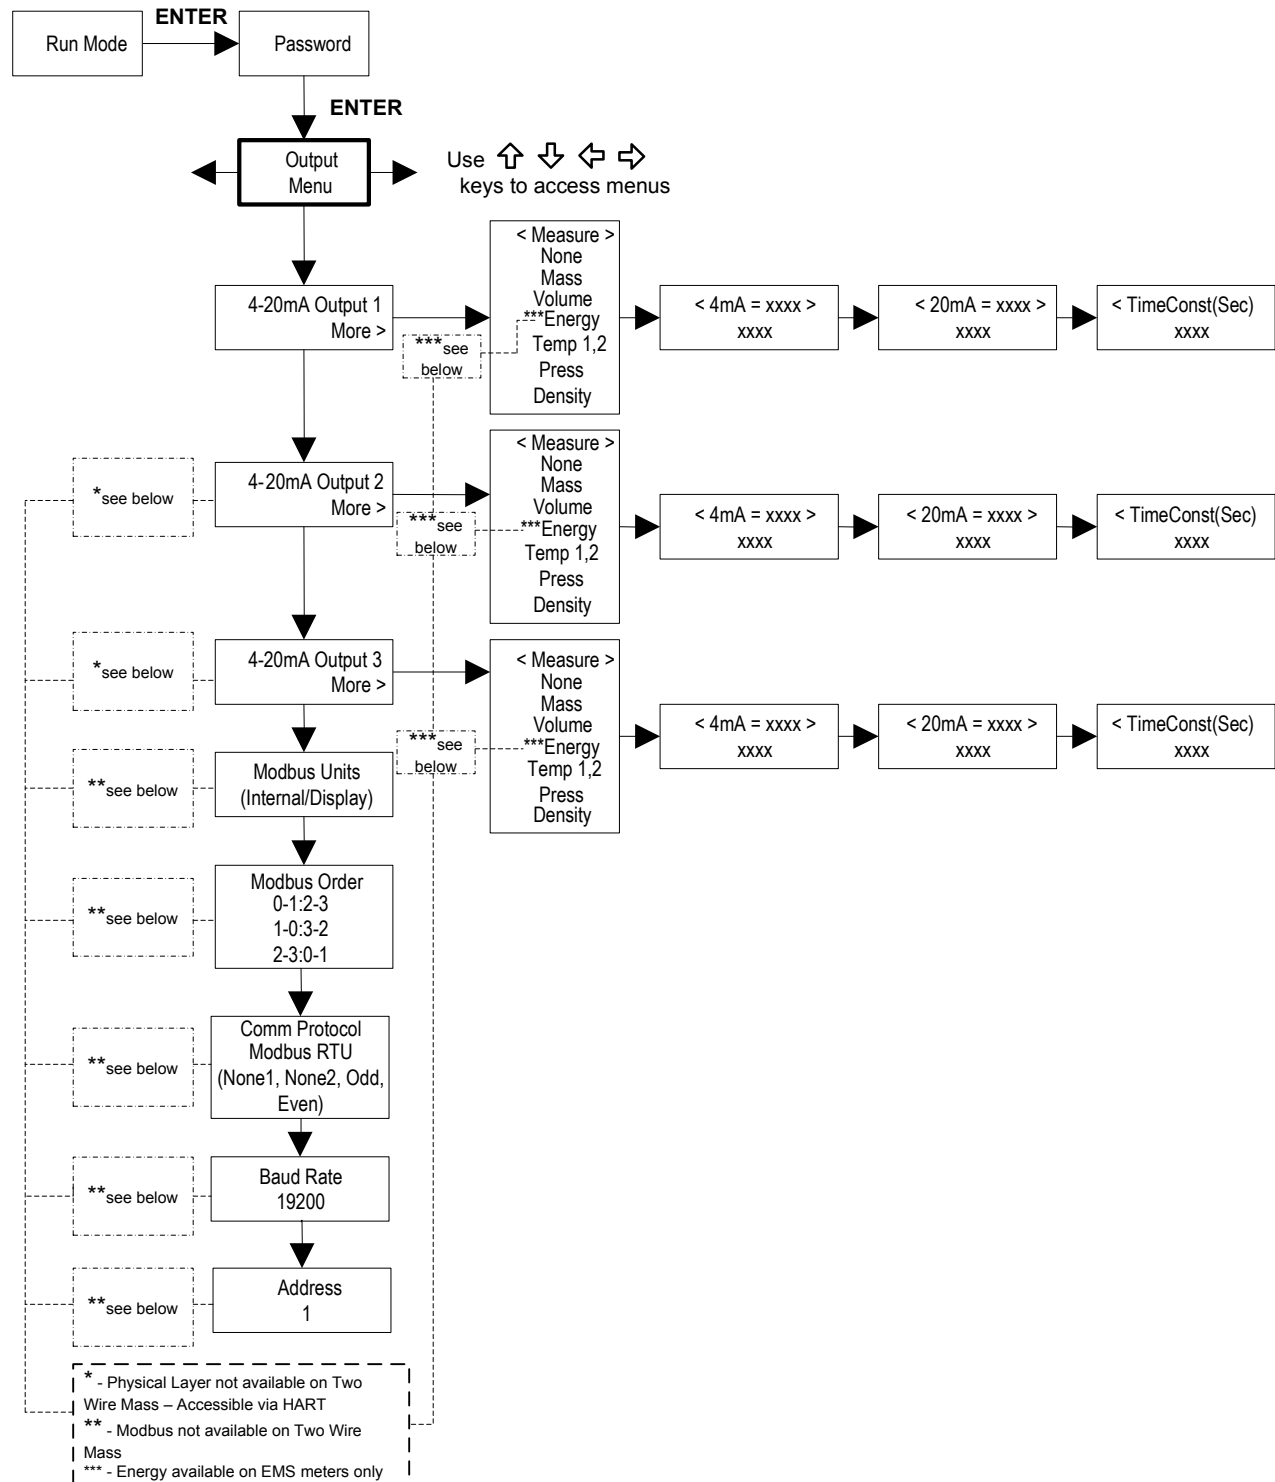 ENTER
Run Mode
Password
ENTER
Output
Menu
Use
keys to access menus
4-20mA Output 1
More >
***see
below
< Measure >
None
Mass
Volume
***Energy
Temp 1,2
Press
Density
< 4mA = xxxx >
xxxx
< 20mA = xxxx >
xxxx
< TimeConst(Sec)
xxxx
*see below
4-20mA Output 2
More >
***see
below
< Measure >
None
Mass
Volume
***Energy
Temp 1,2
Press
Density
< 4mA = xxxx >
xxxx
< 20mA = xxxx >
xxxx
< TimeConst(Sec)
xxxx
*see below
4-20mA Output 3
More >
***see
below
< Measure >
None
Mass
Volume
***Energy
Temp 1,2
Press
Density
< 4mA = xxxx >
xxxx
< 20mA = xxxx >
xxxx
< TimeConst(Sec)
xxxx
**see below
Modbus Units
(Internal/Display)
**see below
Modbus Order
0-1:2-3
1-0:3-2
2-3:0-1
**see below
Comm Protocol
Modbus RTU
(None1, None2, Odd,
Even)
**see below
Baud Rate
19200
**see below
Address
1
* - Physical Layer not available on Two
Wire Mass – Accessible via HART
** - Modbus not available on Two Wire
Mass
*** - Energy available on EMS meters only